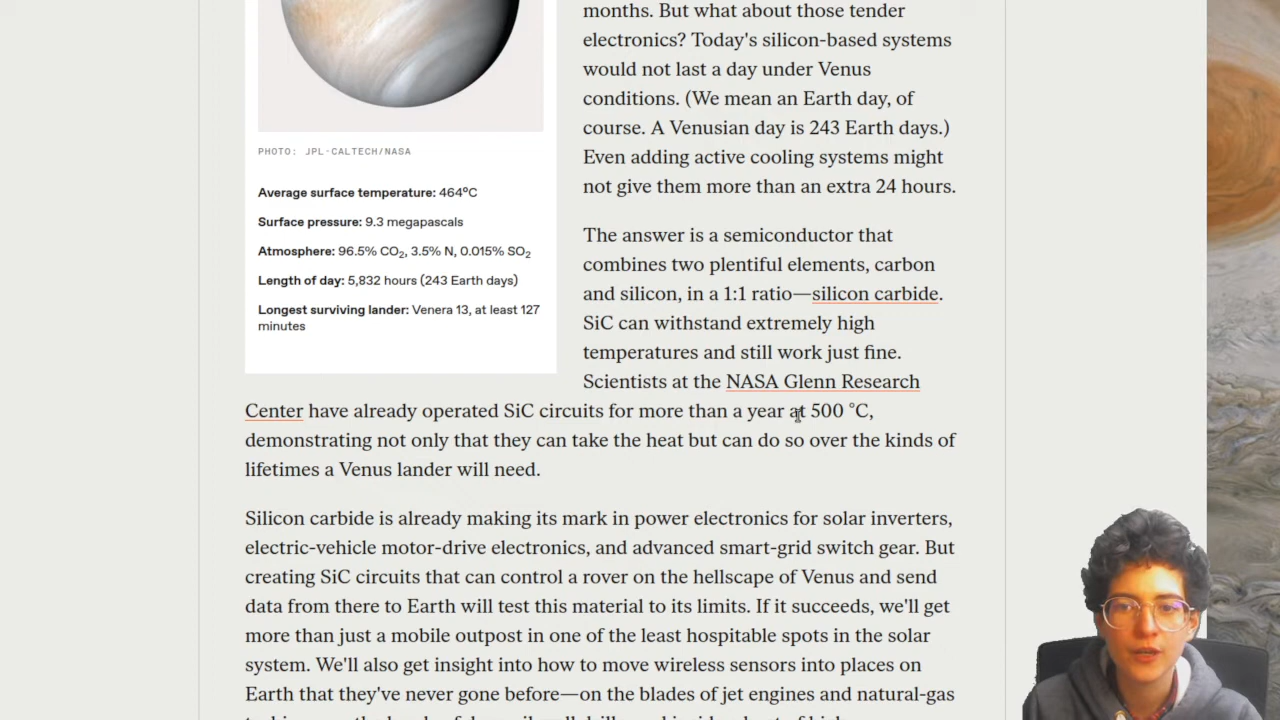 PHOTO: JPL-CALTECH/NASA
Average surface temperature: 464ºC
Surface pressure: 9.3 megapascals
Atmosphere: 96.5% CO2, 3.5% N, 0.015% SO2
Length of day: 5,832 hours (243 Earth days)
Longest surviving lander: Venera 13, at least 127
minutes
months. But what about those tender
electronics? Today's silicon-based systems
would not last a day under Venus
conditions. (We mean an Earth day, of
course. A Venusian day is 243 Earth days.)
Even adding active cooling systems might
not give them more than an extra 24 hours.
The answer is a semiconductor that
combines two plentiful elements, carbon
and silicon, in a 1:1 ratio—silicon carbide.
SiC can withstand extremely high
temperatures and still work just fine.
Scientists at the NASA Glenn Research
Center have already operated SiC circuits for more than a year at 500 °C,
demonstrating not only that they can take the heat but can do so over the kinds of
lifetimes a Venus lander will need.
Silicon carbide is already making its mark in power electronics for solar inverters,
electric-vehicle motor-drive electronics, and advanced smart-grid switch gear. But
creating SiC circuits that can control a rover on the hellscape of Venus and send
data from there to Earth will test this material to its limits. If it succeeds, we'll get
more than just a mobile outpost in one of the least hospitable spots in the solar
system. We'll also get insight into how to move wireless sensors into places on
Earth that they've never gone before—on the blades of jet engines and natural-gas